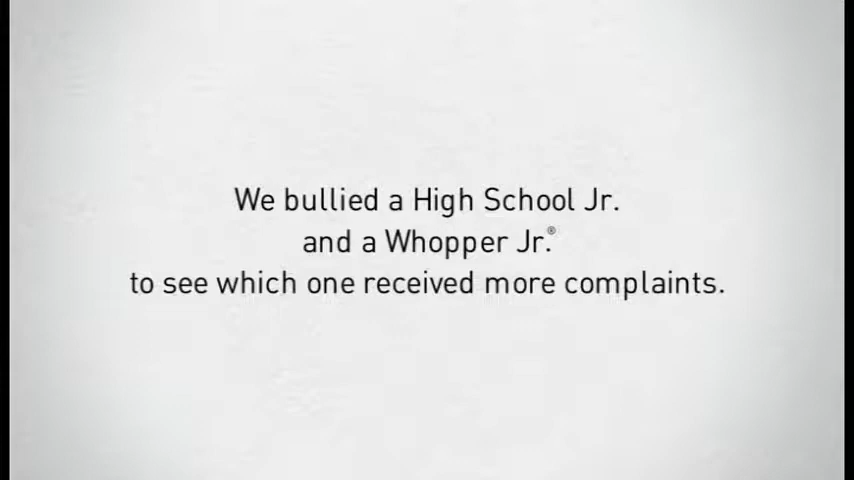 We bullied a High School Jr.
and a Whopper Jr.®
to see which one received more complaints.